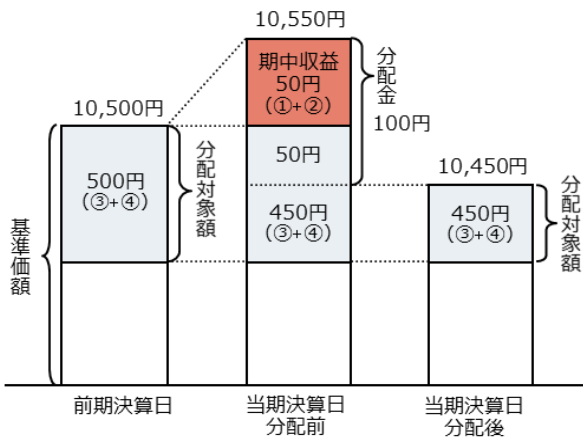 10,550円
期中収益
50円
(①+②)
分配金
100円
10,500円
500円
(③+④)
分配対象額
50円
450円
(③+④)
10,450円
450円
(③+④)
分配対象額
基準価額
前期決算日
当期決算日
分配前
当期決算日
分配後